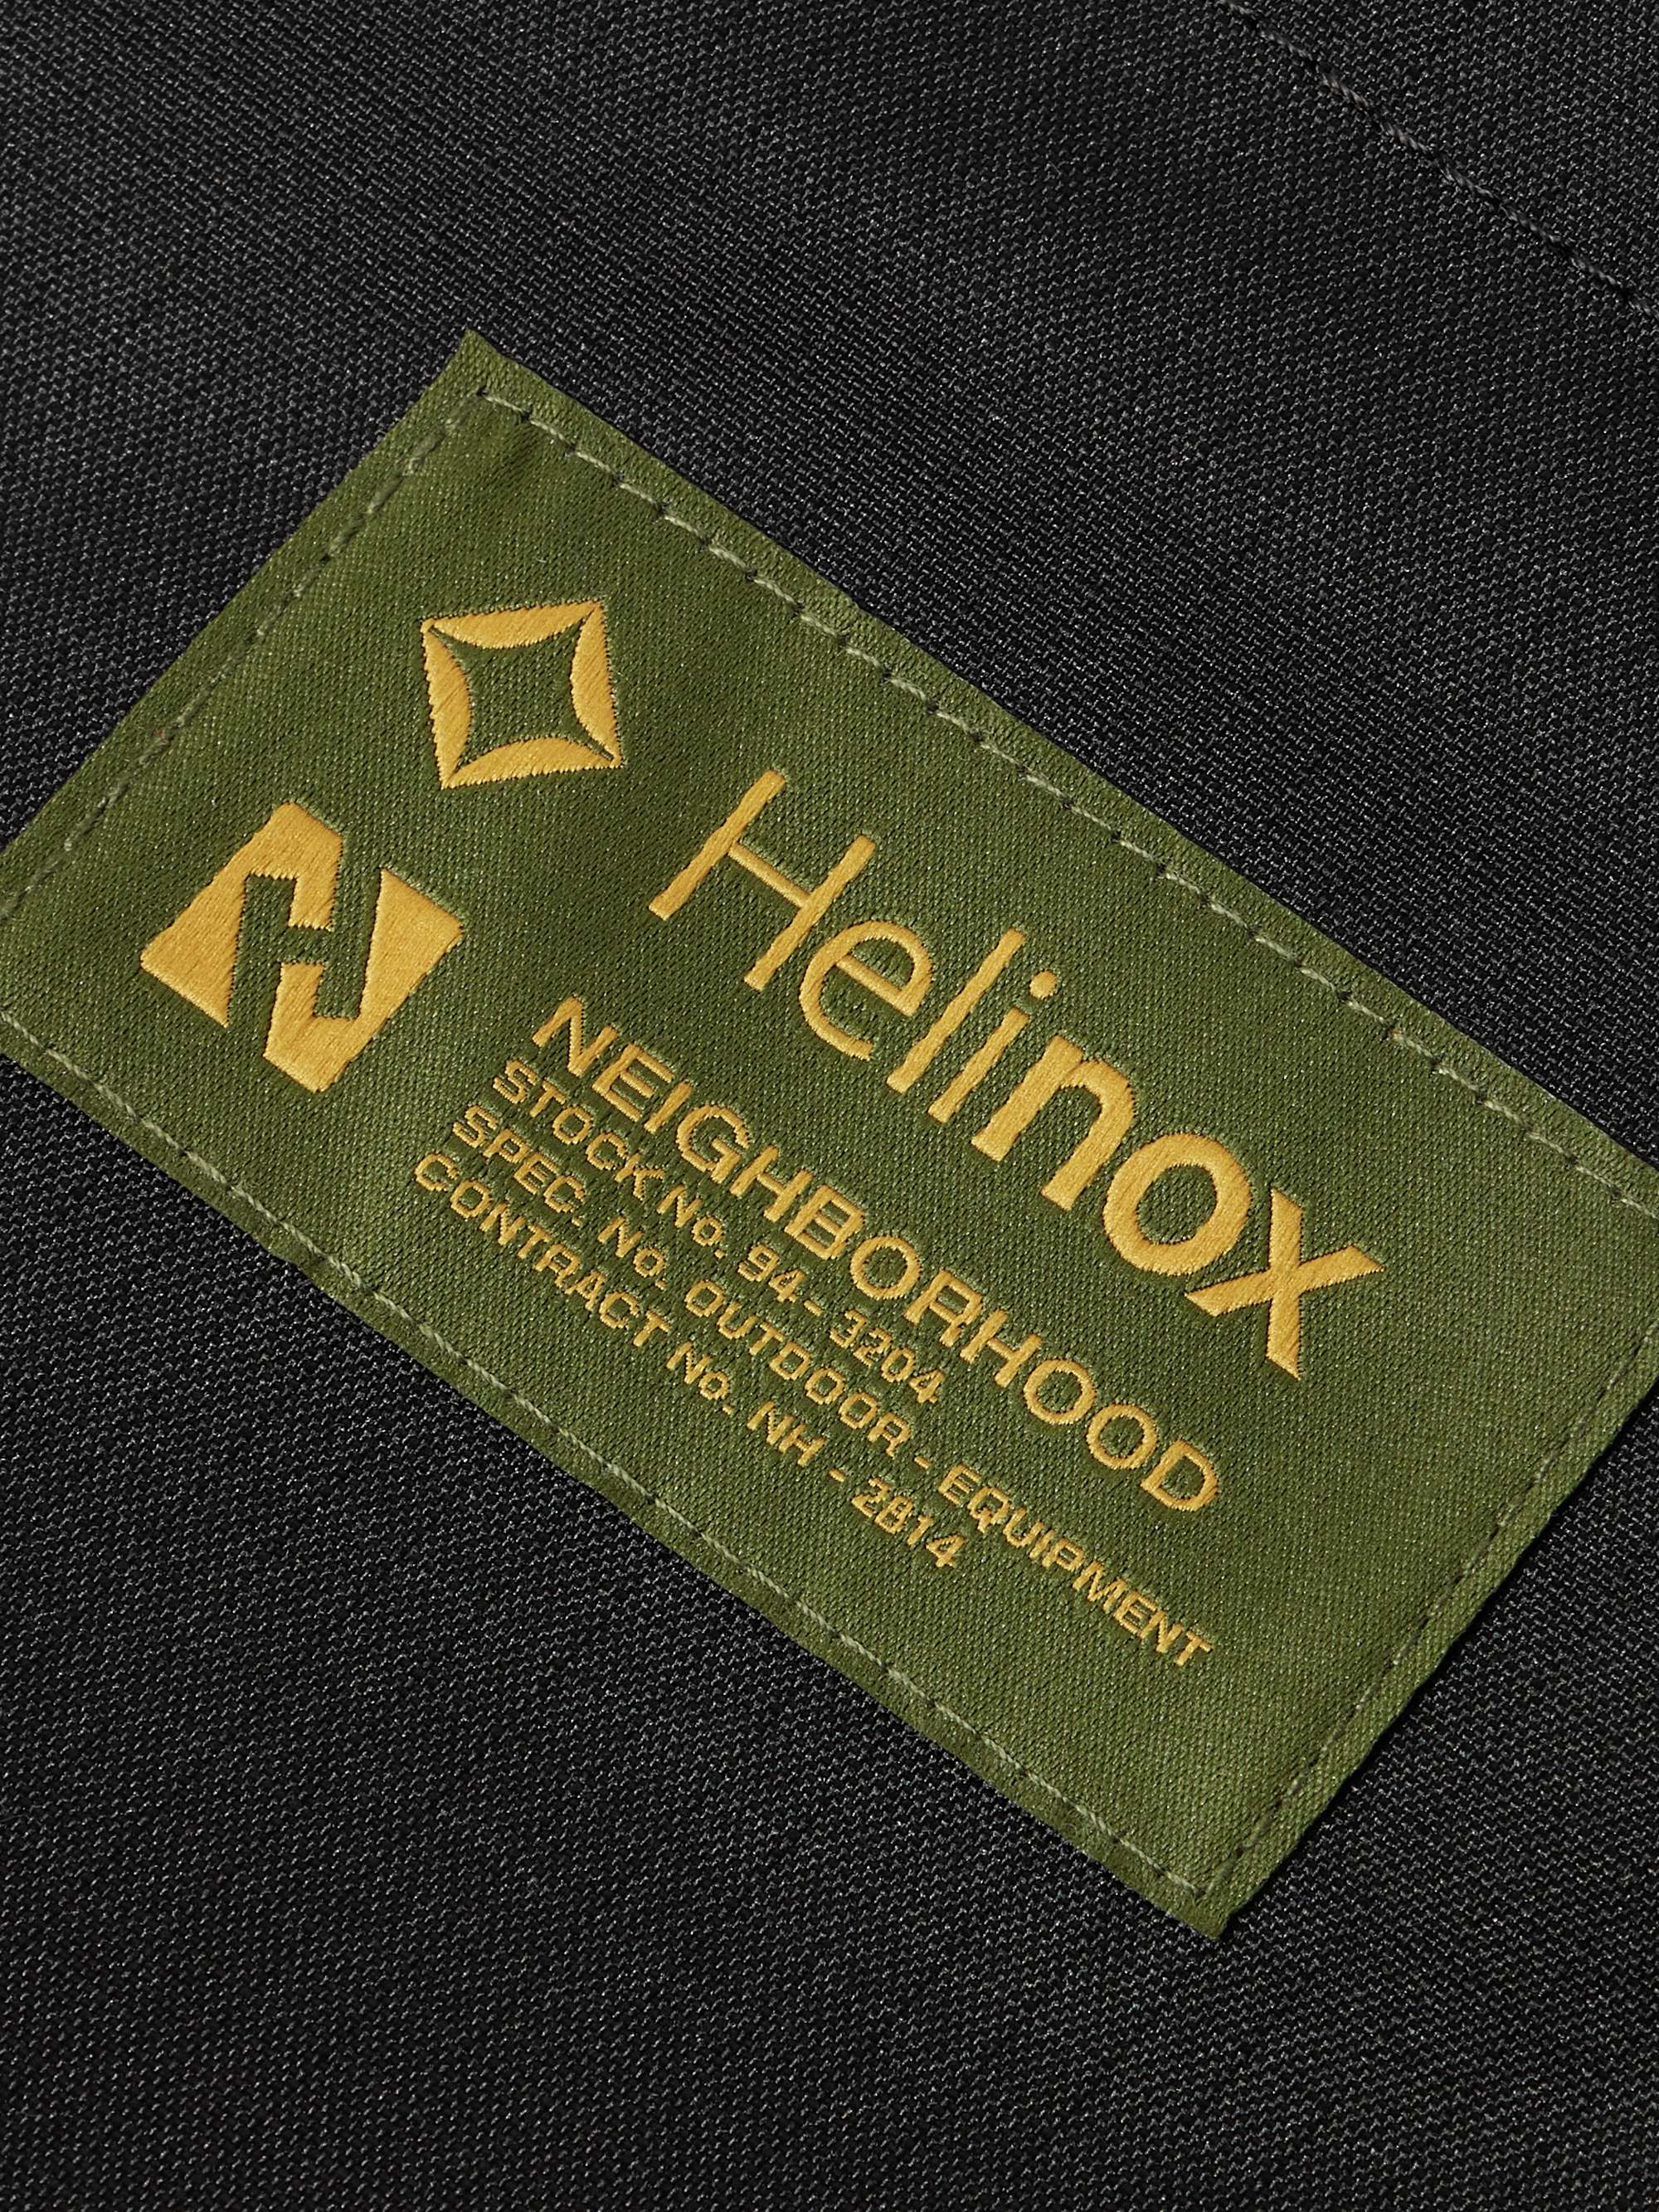 Helinox
NEIGHBORHOOD
STOCK No. 94-3204
SPEC. No. OUTDOOR-EQUIPMENT
CONTRACT No. NH-2814